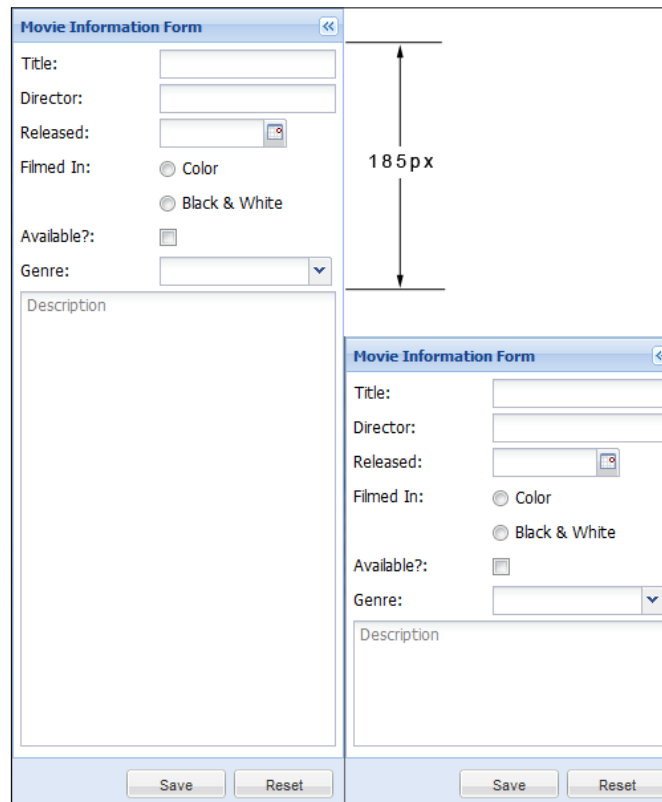 Movie Information Form
Title:
Director:
Released:
Filmed In:
Color
Black & White
Available?:
Genre:
Description
Save
Reset
185px
Movie Information Form
Title:
Director:
Released:
Filmed In:
Color
Black & White
Available?:
Genre:
Description
Save
Reset